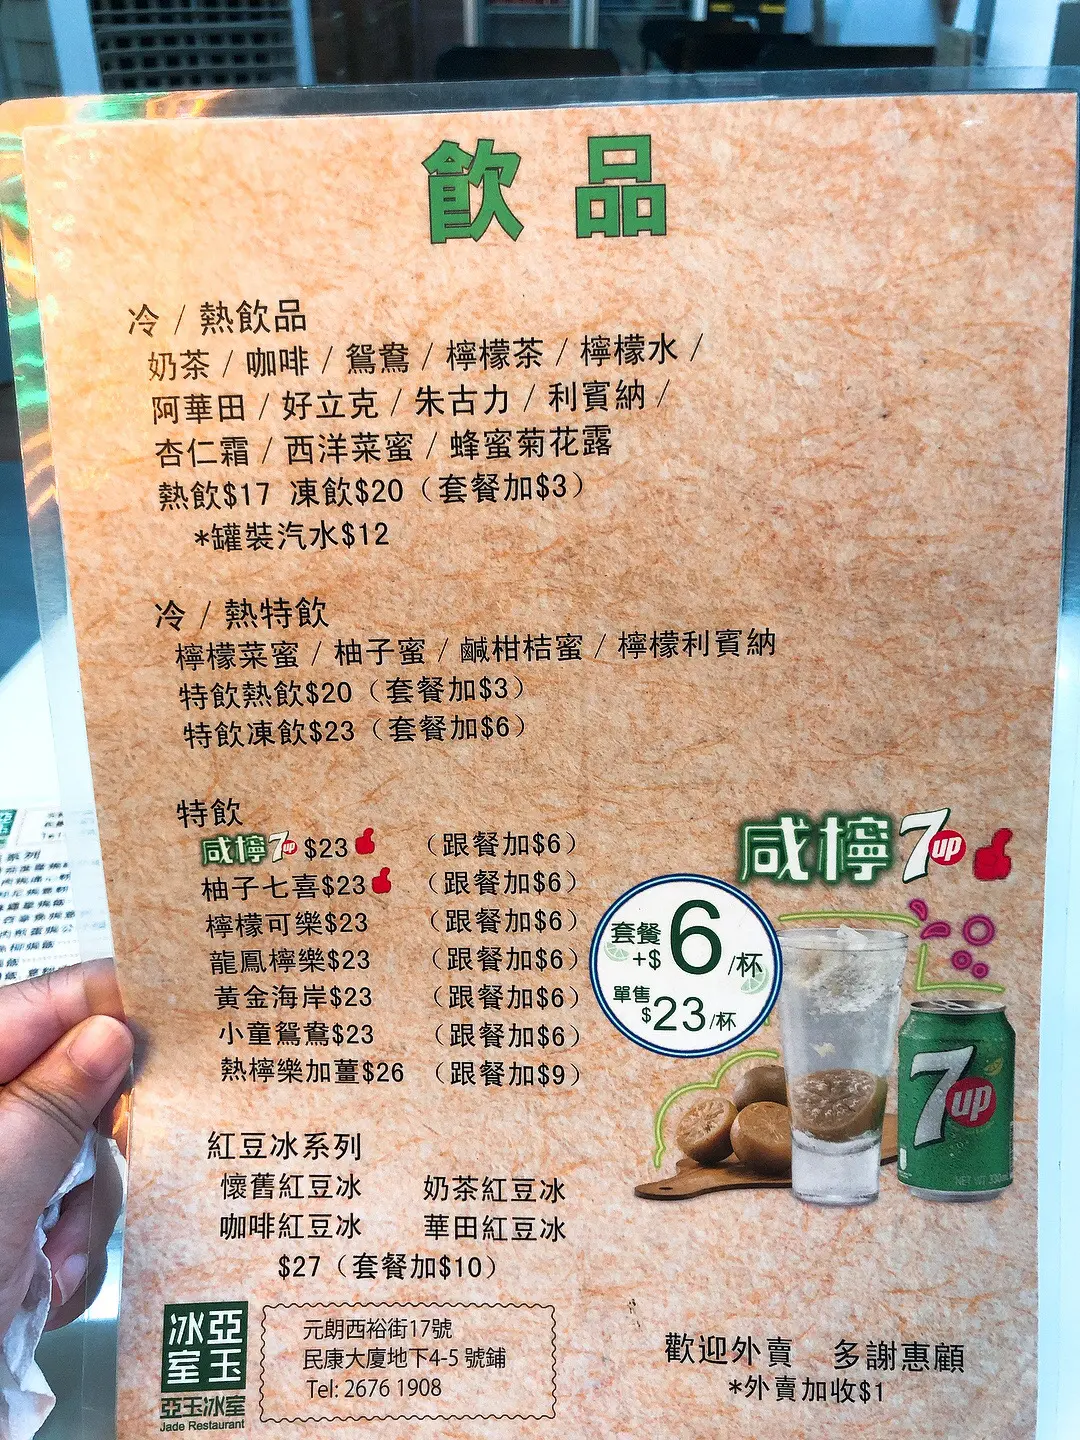 飲品
冷 / 熱飲品
奶茶 / 咖啡 / 鴛鴦 / 檸檬茶 / 檸檬水 /
阿華田 / 好立克 / 朱古力 / 利賓納 /
杏仁霜 / 西洋菜蜜 / 蜂蜜菊花露
熱飲$17 凍飲$20（套餐加$3）
*罐裝汽水$12
冷 / 熱特飲
檸檬菜蜜 / 柚子蜜 / 鹹柑桔蜜 / 檸檬利賓納
特飲熱飲$20（套餐加$3）
特飲凍飲$23（套餐加$6）
特飲
咸檸7up $23 （跟餐加$6）
柚子七喜$23 （跟餐加$6）
檸檬可樂$23 （跟餐加$6）
龍鳳檸樂$23 （跟餐加$6）
黃金海岸$23 （跟餐加$6）
小童鴛鴦$23 （跟餐加$6）
熱檸樂加薑$26 （跟餐加$9）
咸檸7up
套餐+$6/杯
單售$23/杯
7up
NET WT 330m
紅豆冰系列
懷舊紅豆冰 奶茶紅豆冰
咖啡紅豆冰 華田紅豆冰
$27（套餐加$10）
亞玉冰室
亞玉冰室
Jade Restaurant
元朗西裕街17號
民康大廈地下4-5 號鋪
Tel: 2676 1908
歡迎外賣 多謝惠顧
*外賣加收$1